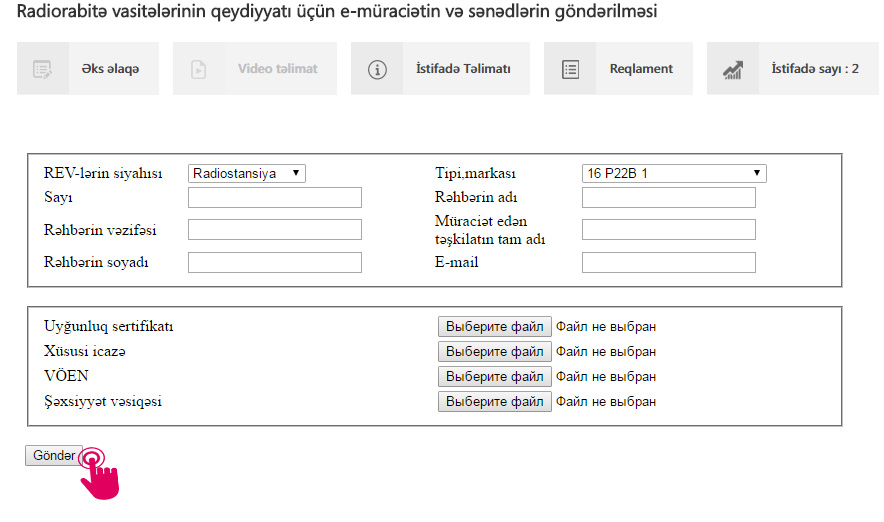 Radiorabitə vasitələrinin qeydiyyatı üçün e-müraciətin və sənədlərin göndərilməsi
Əks əlaqə
Video təlimat
İstifadə Təlimatı
Reqlament
İstifadə sayı : 2
REV-lərin siyahısı Radiostansiya Tipi,markası 16 P22B 1
Sayı Rəhbərin adı
Rəhbərin vəzifəsi Müraciət edən
təşkilatın tam adı
Rəhbərin soyadı E-mail
Uyğunluq sertifikatı Выберите файл Файл не выбран
Xüsusi icazə Выберите файл Файл не выбран
VÖEN Выберите файл Файл не выбран
Şəxsiyyət vəsiqəsi Выберите файл Файл не выбран
Göndər